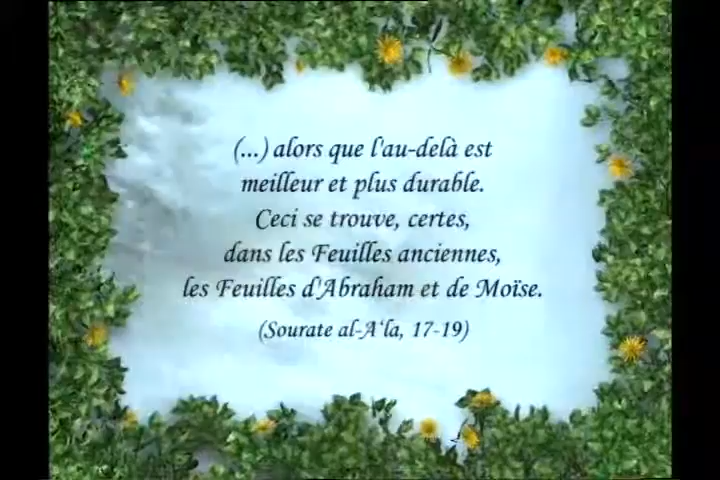 (...) alors que l'au-delà est
meilleur et plus durable.
Ceci se trouve, certes,
dans les Feuilles anciennes,
les Feuilles d'Abraham et de Moïse.
(Sourate al-A‘la, 17-19)